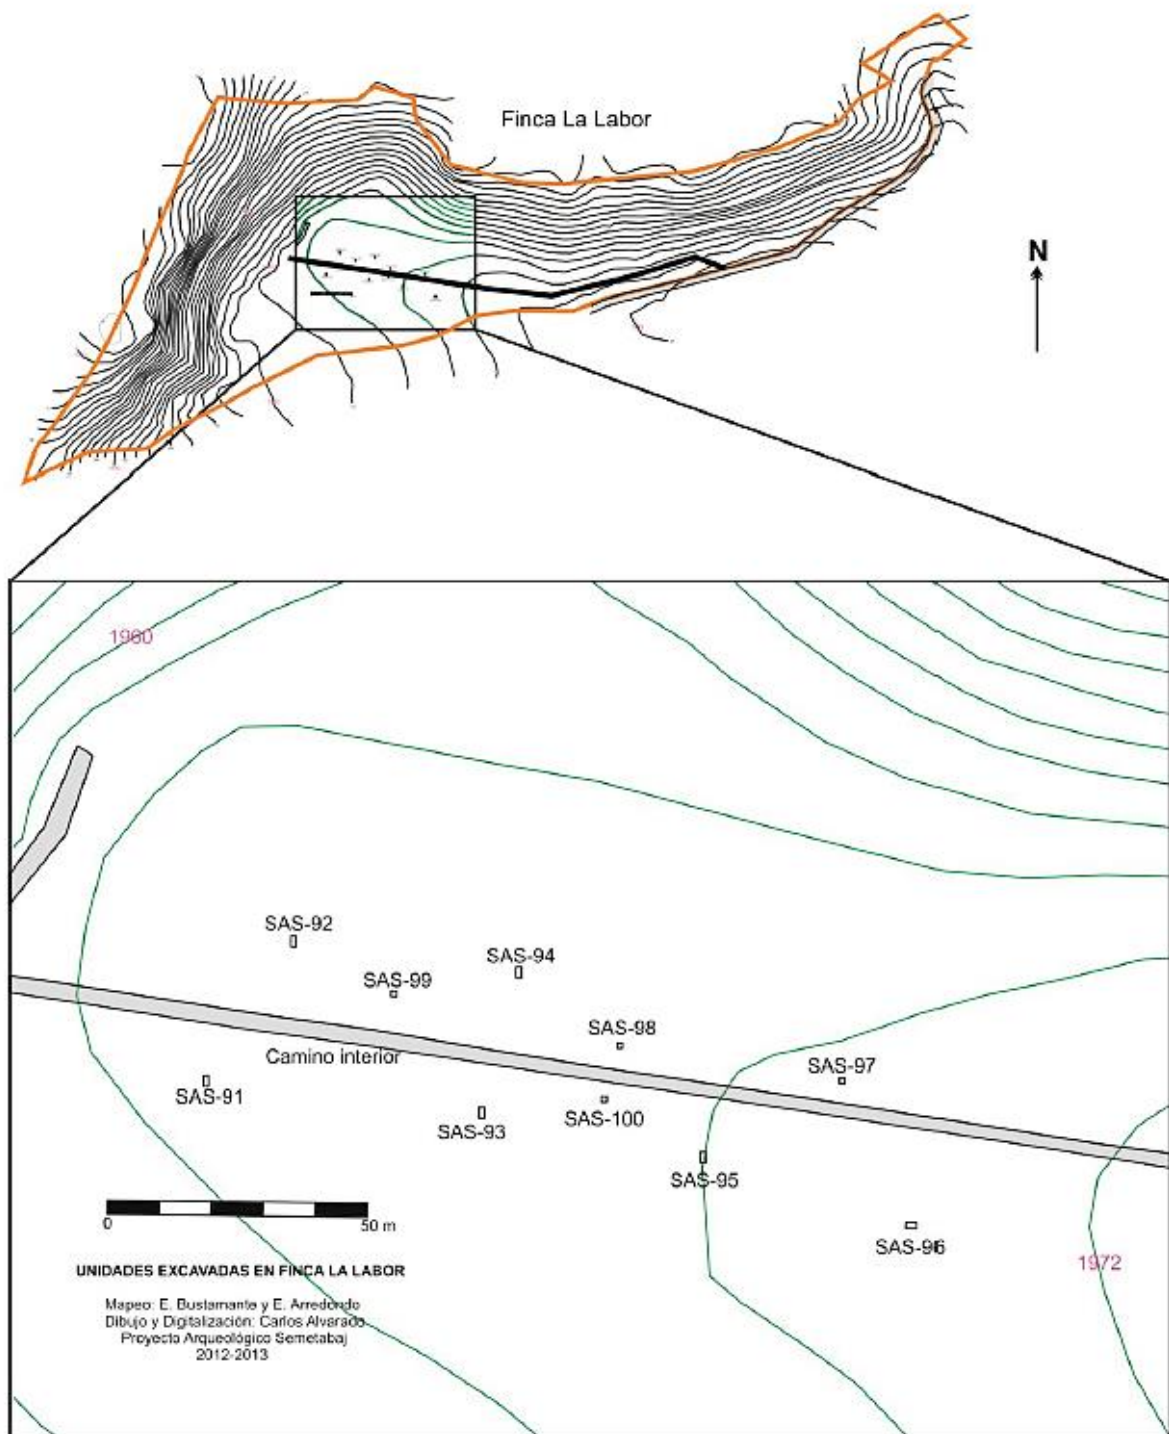 Finca La Labor
N
1960
SAS-92
SAS-94
SAS-99
SAS-98
Camino interior
SAS-97
SAS-91
SAS-100
SAS-93
SAS-95
0
50 m
SAS-96
1972
UNIDADES EXCAVADAS EN FINCA LA LABOR
Mapeo: E. Bustamante y E. Arredondo
Dibujo y Digitalización: Carlos Alvarado
Proyecto Arqueológico Semetabaj
2012-2013